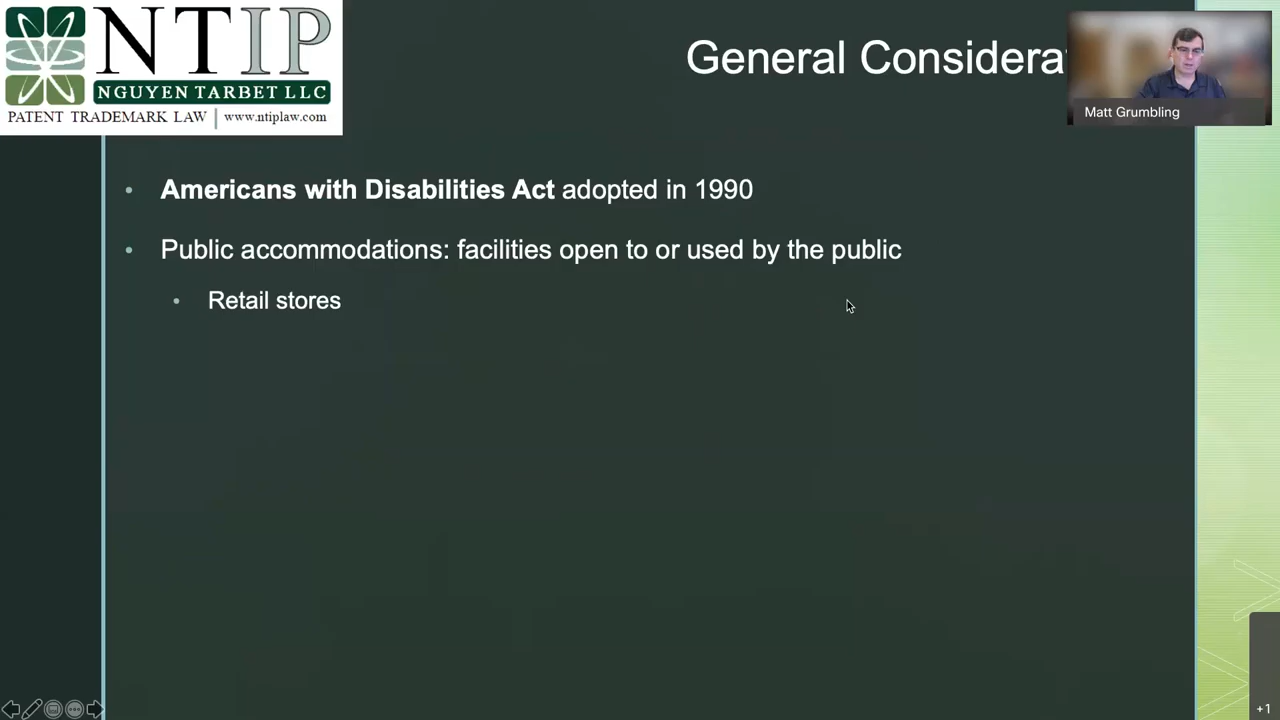 NTIP
NGUYEN TARBET LLC
PATENT TRADEMARK LAW | www.ntiplaw.com
General Considera
Matt Grumbling
• Americans with Disabilities Act adopted in 1990
• Public accommodations: facilities open to or used by the public
• Retail stores
+1